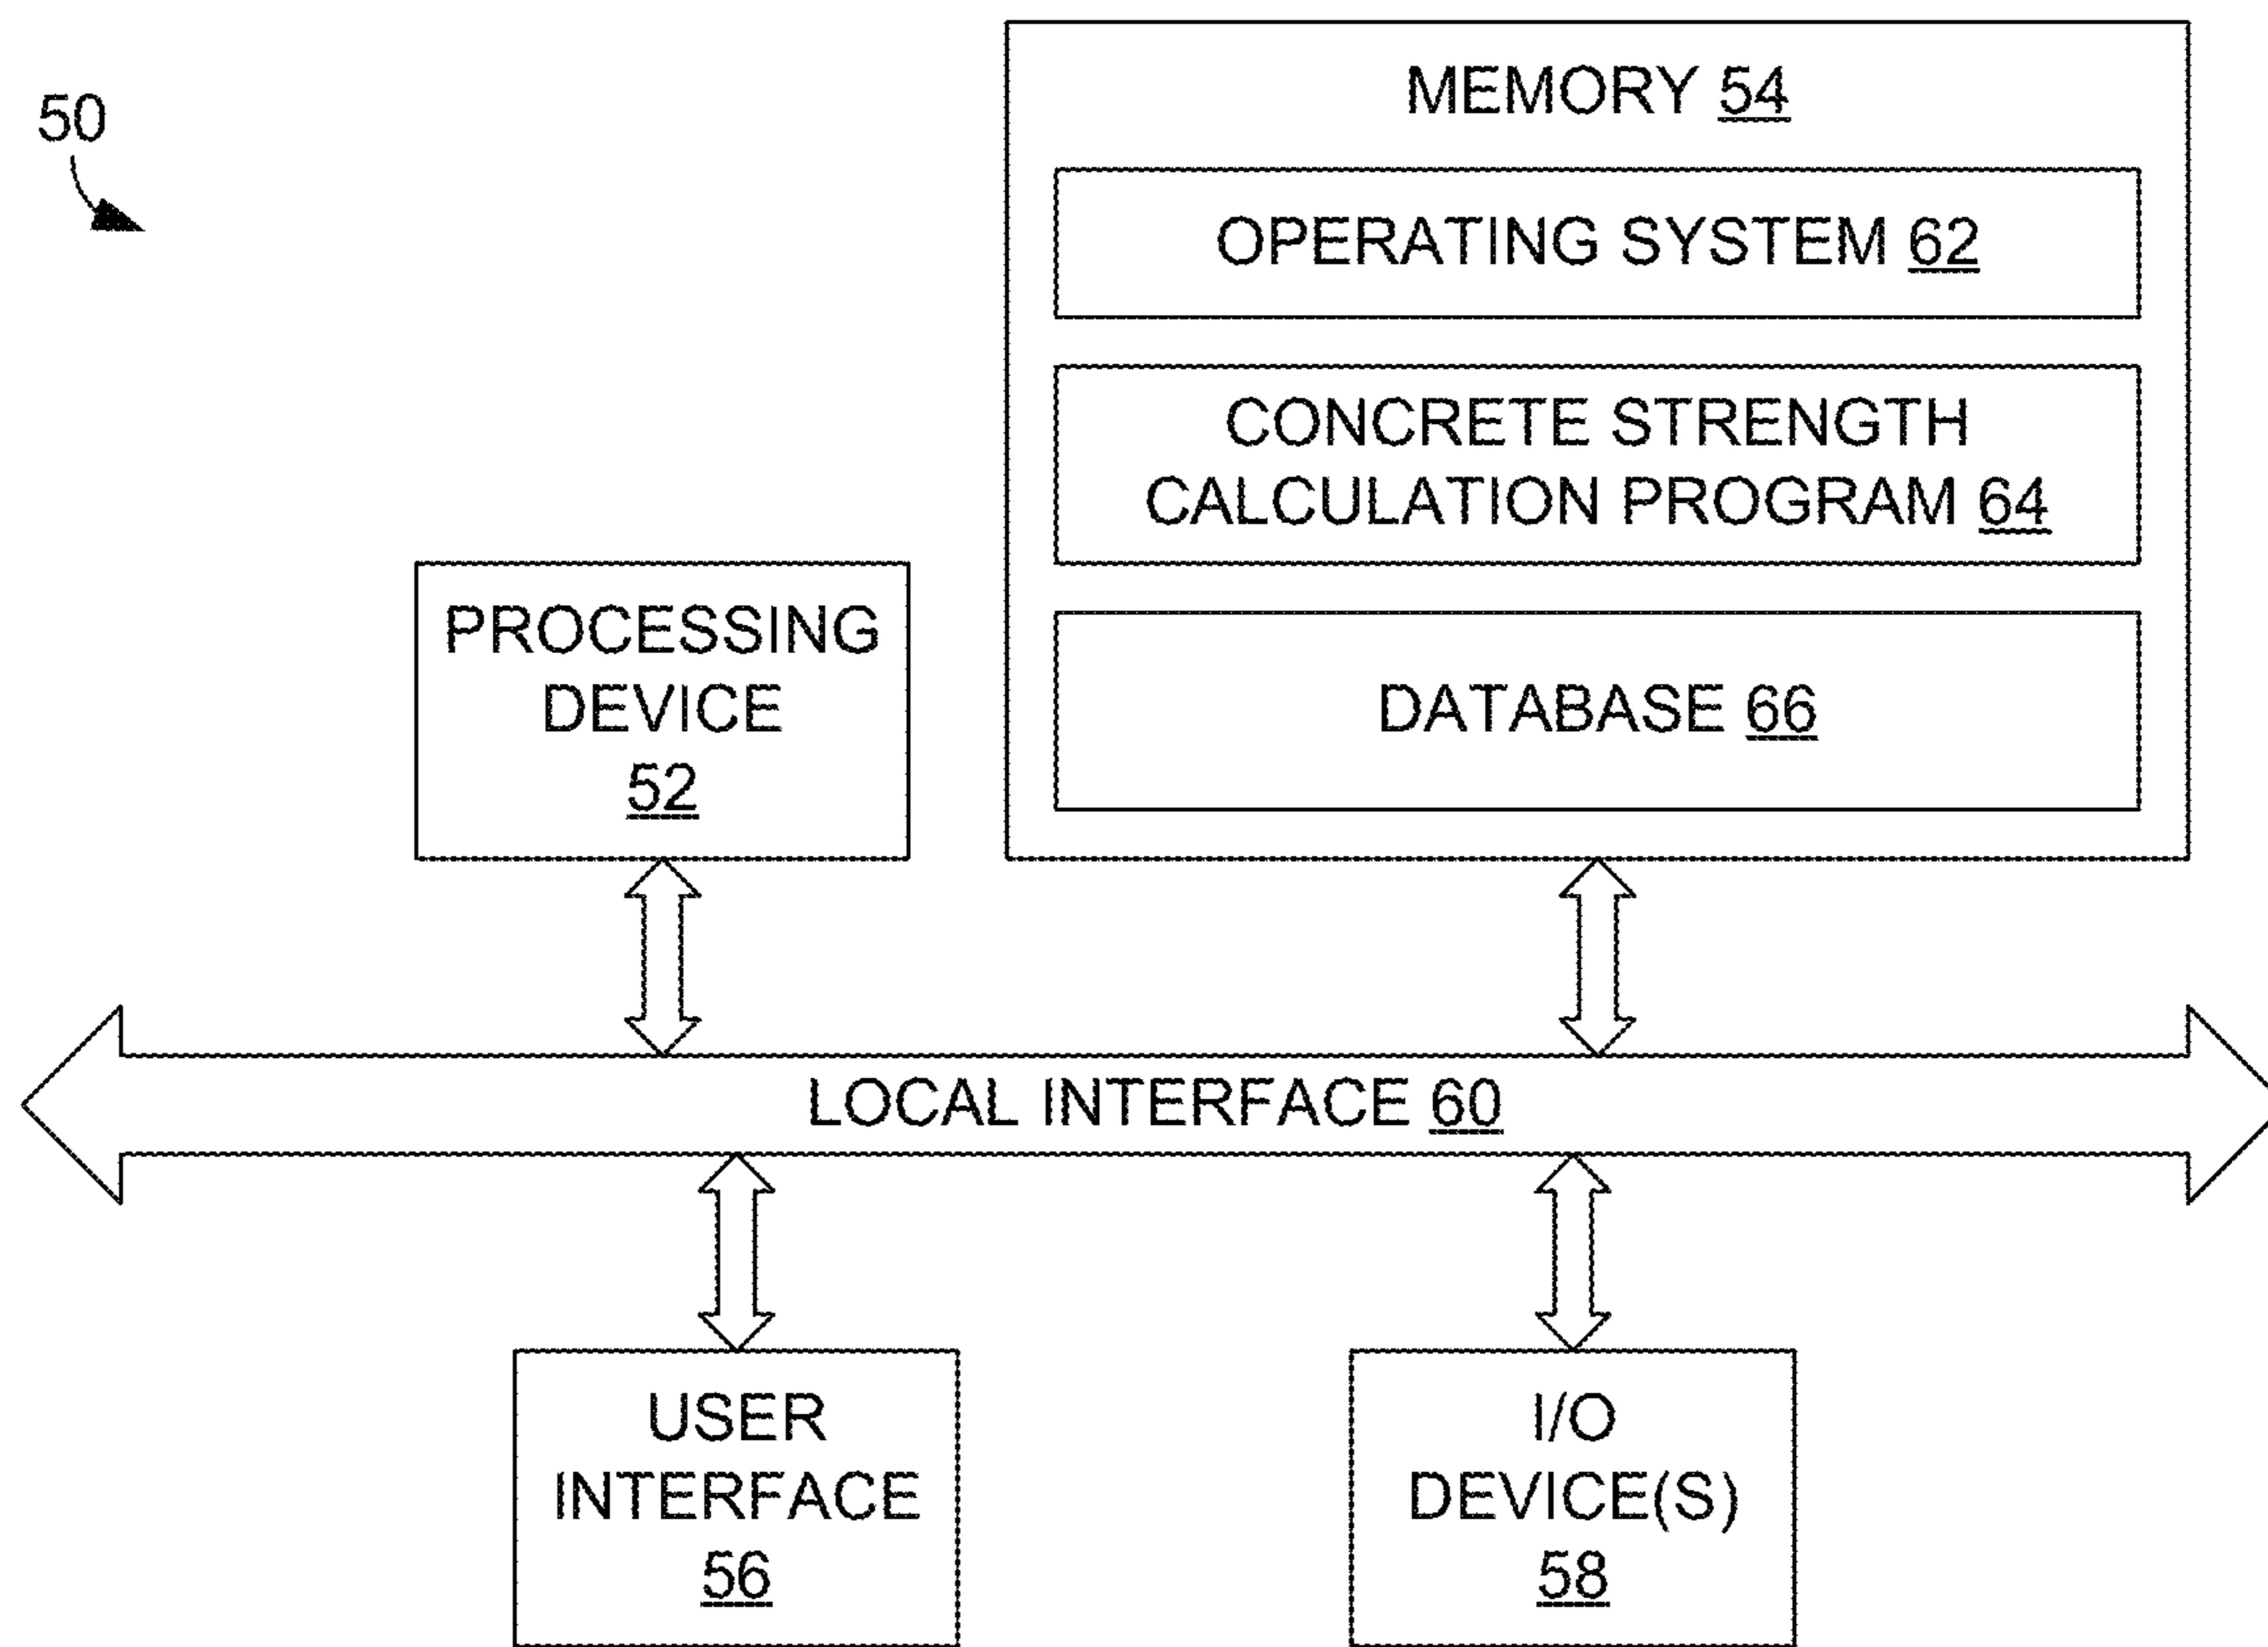 50
MEMORY 54
OPERATING SYSTEM 62
CONCRETE STRENGTH
CALCULATION PROGRAM 64
DATABASE 66
PROCESSING
DEVICE
52
LOCAL INTERFACE 60
USER
INTERFACE
56
I/O
DEVICE(S)
58